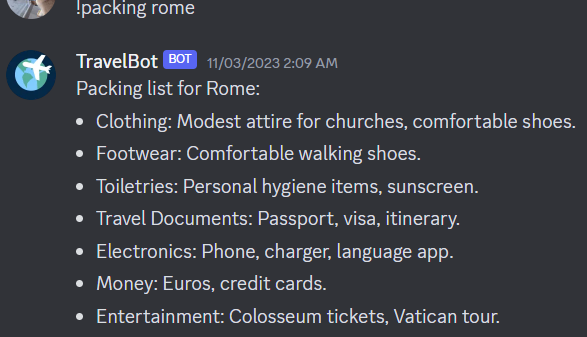 !packing rome
TravelBot BOT 11/03/2023 2:09 AM
Packing list for Rome:
• Clothing: Modest attire for churches, comfortable shoes.
• Footwear: Comfortable walking shoes.
• Toiletries: Personal hygiene items, sunscreen.
• Travel Documents: Passport, visa, itinerary.
• Electronics: Phone, charger, language app.
• Money: Euros, credit cards.
• Entertainment: Colosseum tickets, Vatican tour.